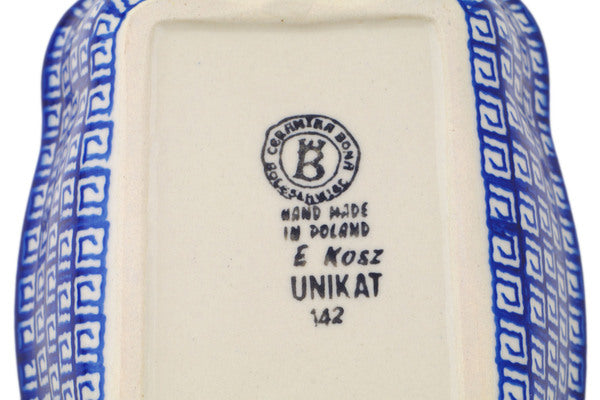 CERAMIKA BONA
BOLESŁAWIEC
B
HAND MADE
IN POLAND
E KOSZ
UNIKAT
142